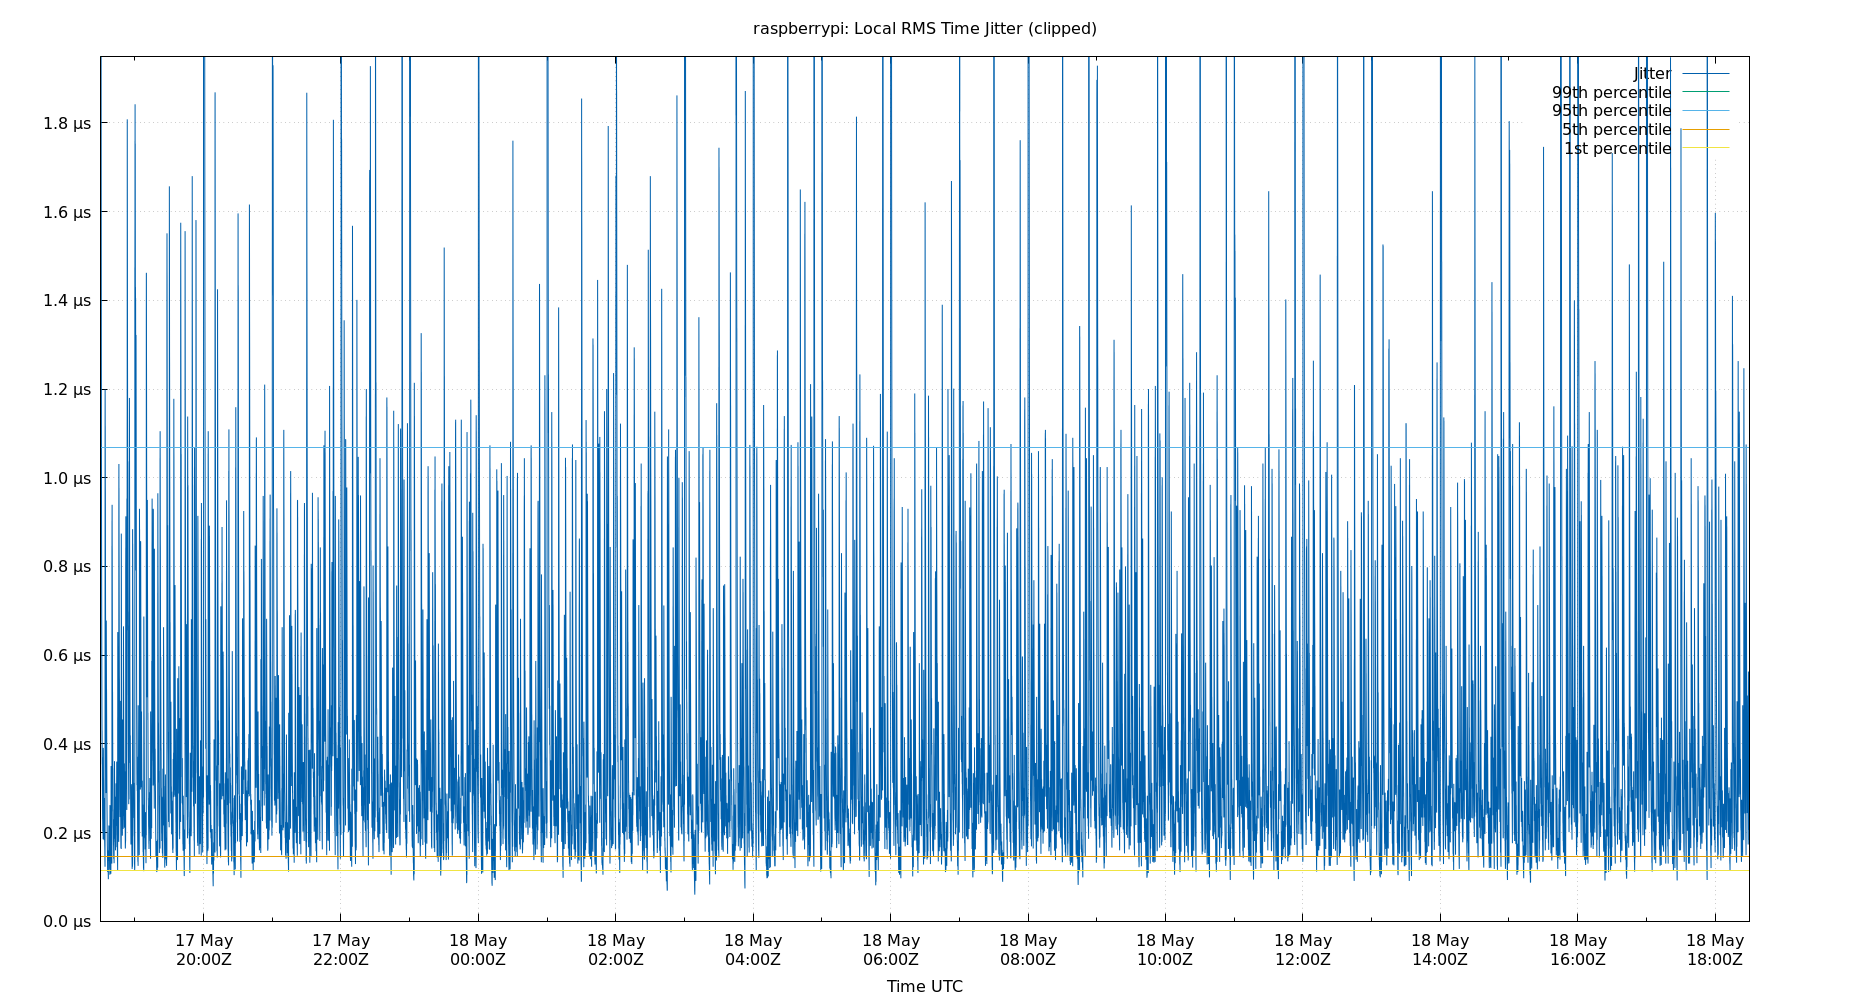 raspberrypi: Local RMS Time Jitter (clipped)
Jitter
99th percentile
95th percentile
5th percentile
1st percentile
1.8 μs
1.6 μs
1.4 μs
1.2 μs
1.0 μs
0.8 μs
0.6 μs
0.4 μs
0.2 μs
0.0 μs
17 May 17 May 18 May 18 May 18 May 18 May 18 May 18 May 18 May 18 May 18 May 18 May
20:00Z 22:00Z 00:00Z 02:00Z 04:00Z 06:00Z 08:00Z 10:00Z 12:00Z 14:00Z 16:00Z 18:00Z
Time UTC